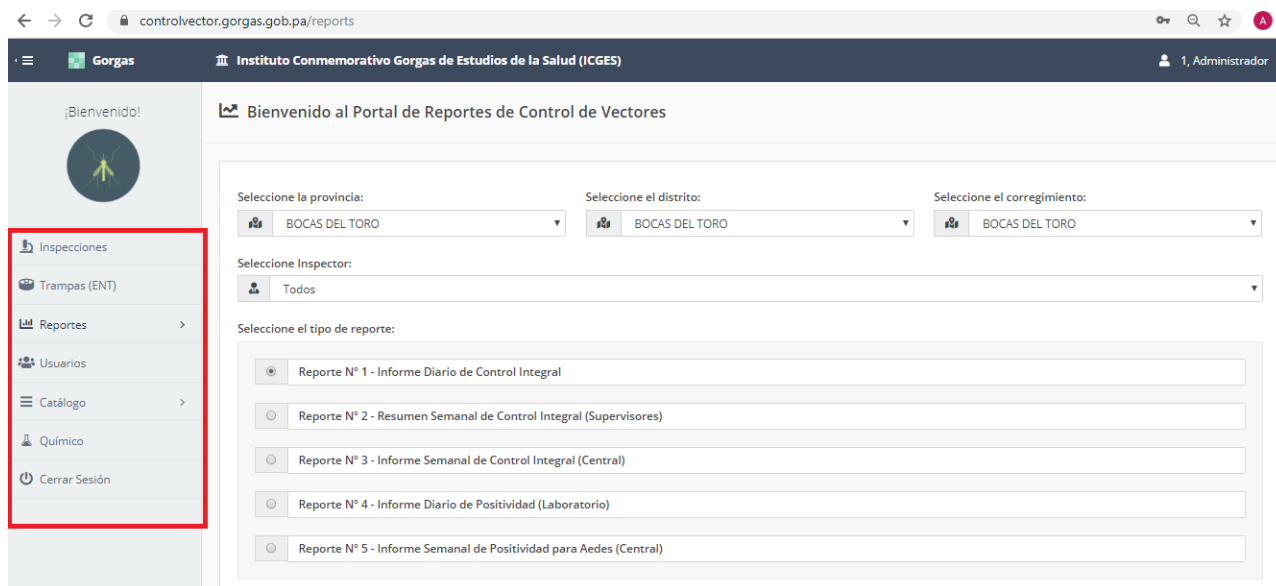 controlvector.gorgas.gob.pa/reports
A
Gorgas
Instituto Conmemorativo Gorgas de Estudios de la Salud (ICGES)
1, Administrador
¡Bienvenido!
Bienvenido al Portal de Reportes de Control de Vectores
Seleccione la provincia:
Seleccione el distrito:
Seleccione el corregimiento:
BOCAS DEL TORO
BOCAS DEL TORO
BOCAS DEL TORO
Seleccione Inspector:
Todos
Seleccione el tipo de reporte:
Inspecciones
Trampas (ENT)
Reportes
Usuarios
Catálogo
Químico
Cerrar Sesión
Reporte N° 1 - Informe Diario de Control Integral
Reporte N° 2 - Resumen Semanal de Control Integral (Supervisores)
Reporte N° 3 - Informe Semanal de Control Integral (Central)
Reporte N° 4 - Informe Diario de Positividad (Laboratorio)
Reporte N° 5 - Informe Semanal de Positividad para Aedes (Central)